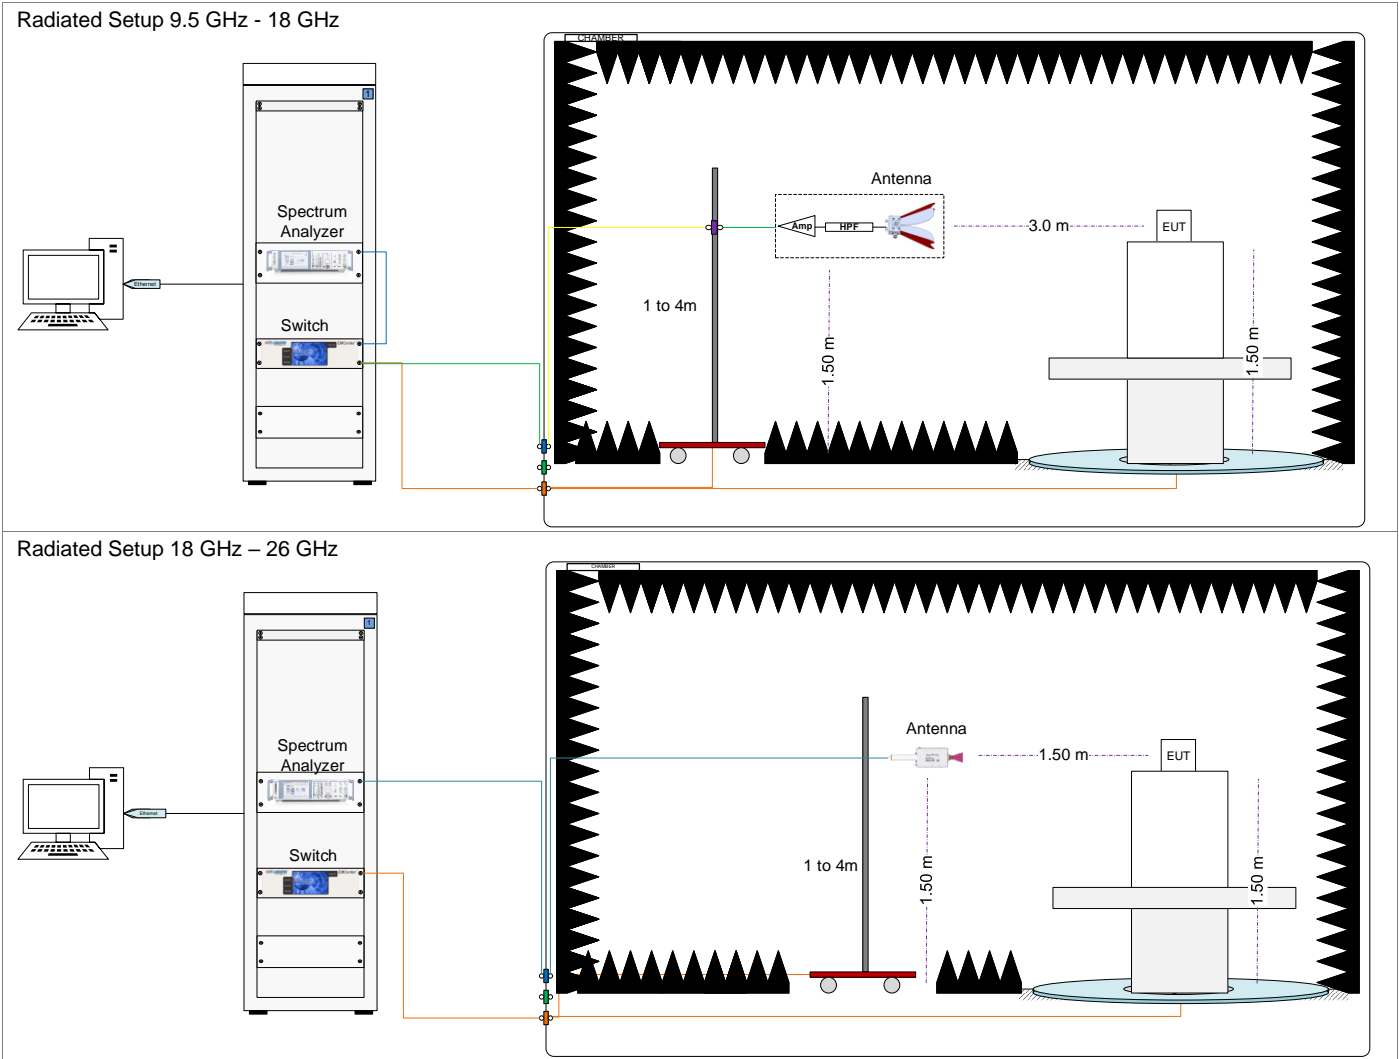 Radiated Setup 9.5 GHz - 18 GHz
CHAMBER
1
Antenna
Spectrum
Analyzer
Amp
HPF
3.0 m
EUT
Ethernet
1 to 4m
Switch
1.50 m
1.50 m
Radiated Setup 18 GHz – 26 GHz
CHAMBER
1
Antenna
Spectrum
Analyzer
1.50 m
EUT
Ethernet
Switch
1 to 4m
1.50 m
1.50 m